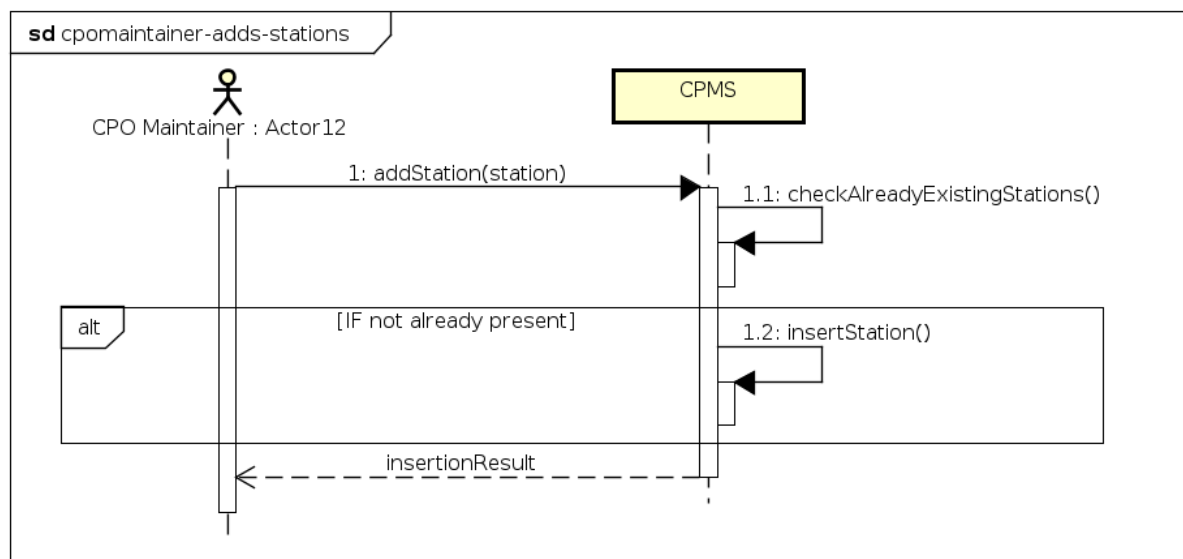 sd cpomaintainer-adds-stations
CPO Maintainer : Actor12
CPMS
1: addStation(station)
1.1: checkAlreadyExistingStations()
alt
[IF not already present]
1.2: insertStation()
insertionResult